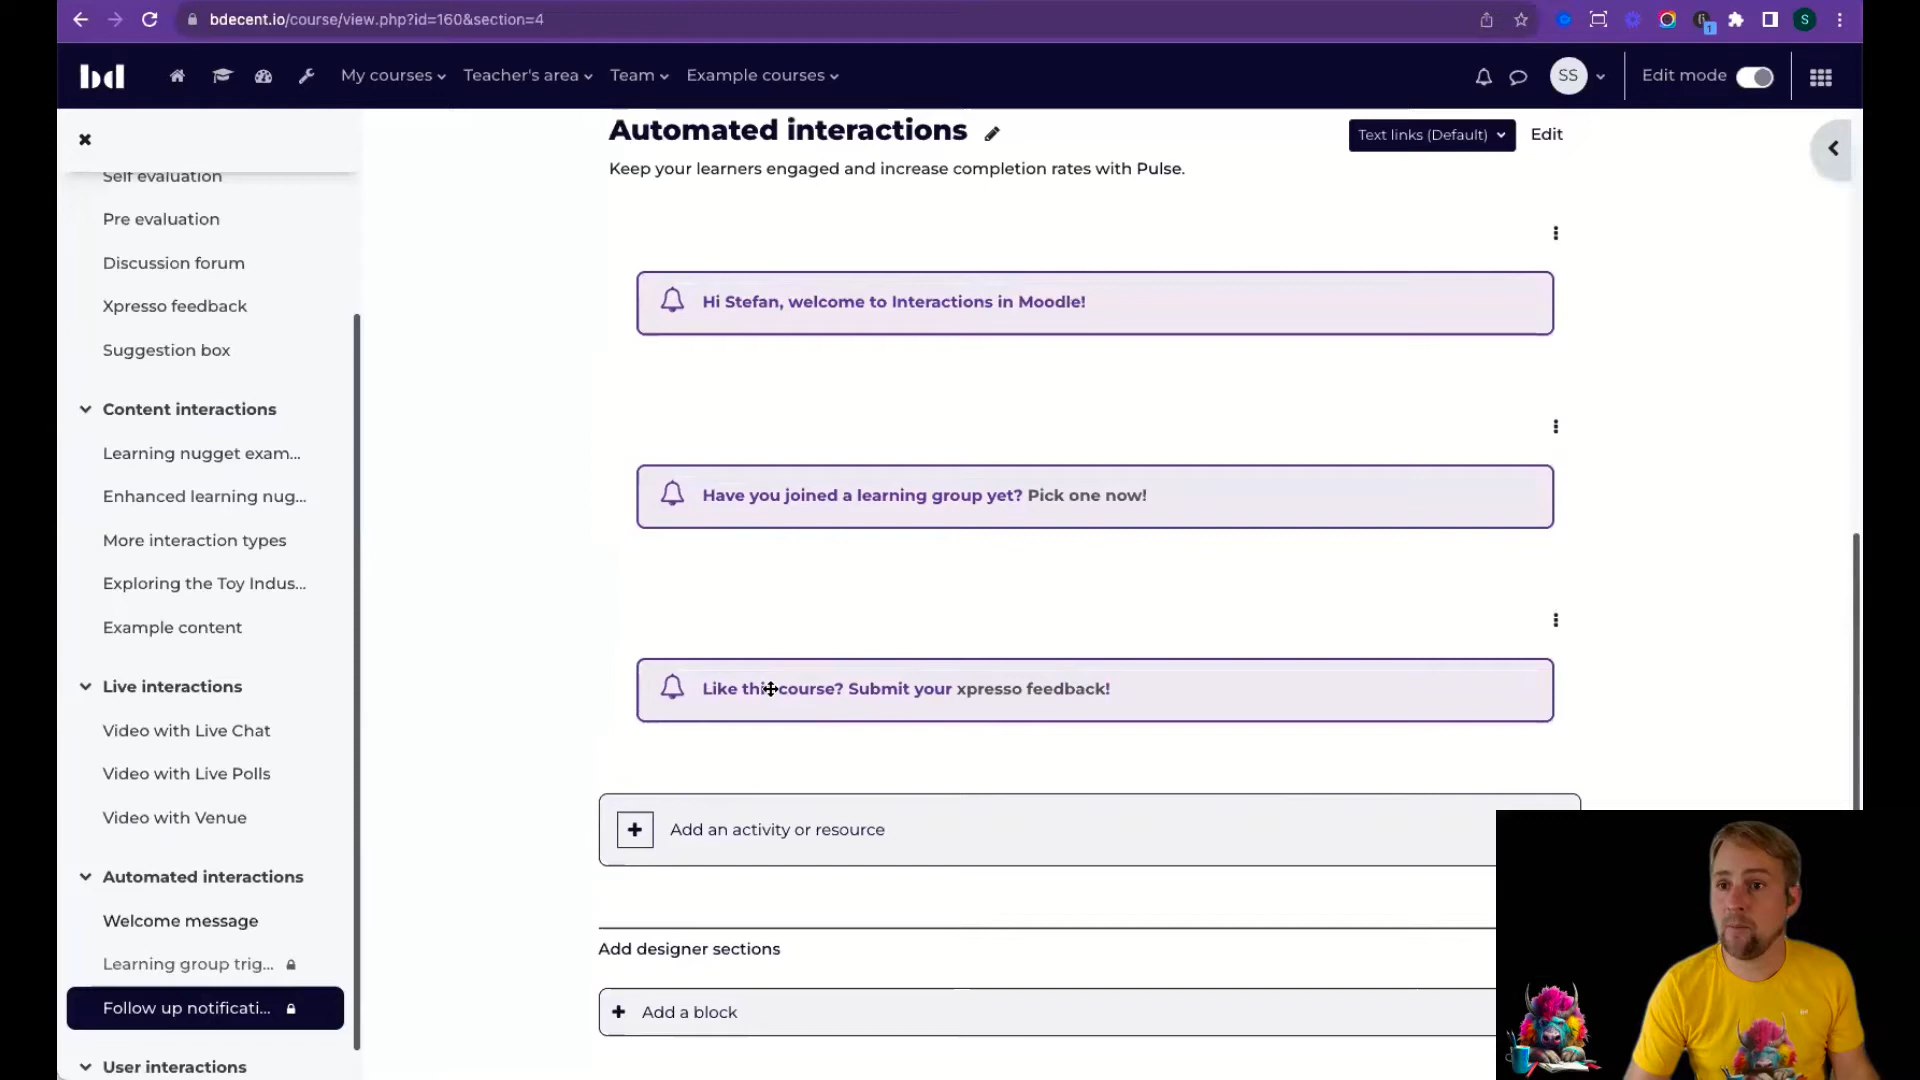 bdecent.io/course/view.php?id=160&section=4
1
S
bd
My courses
Teacher's area
Team
Example courses
SS
Edit mode
Self evaluation
Pre evaluation
Discussion forum
Xpresso feedback
Suggestion box
Content interactions
Learning nugget exam...
Enhanced learning nug...
More interaction types
Exploring the Toy Indus...
Example content
Live interactions
Video with Live Chat
Video with Live Polls
Video with Venue
Automated interactions
Welcome message
Learning group trig...
Follow up notificati...
User interactions
Automated interactions
Text links (Default)
Edit
Keep your learners engaged and increase completion rates with Pulse.
Hi Stefan, welcome to Interactions in Moodle!
Have you joined a learning group yet? Pick one now!
Like this course? Submit your xpresso feedback!
Add an activity or resource
Add designer sections
Add a block